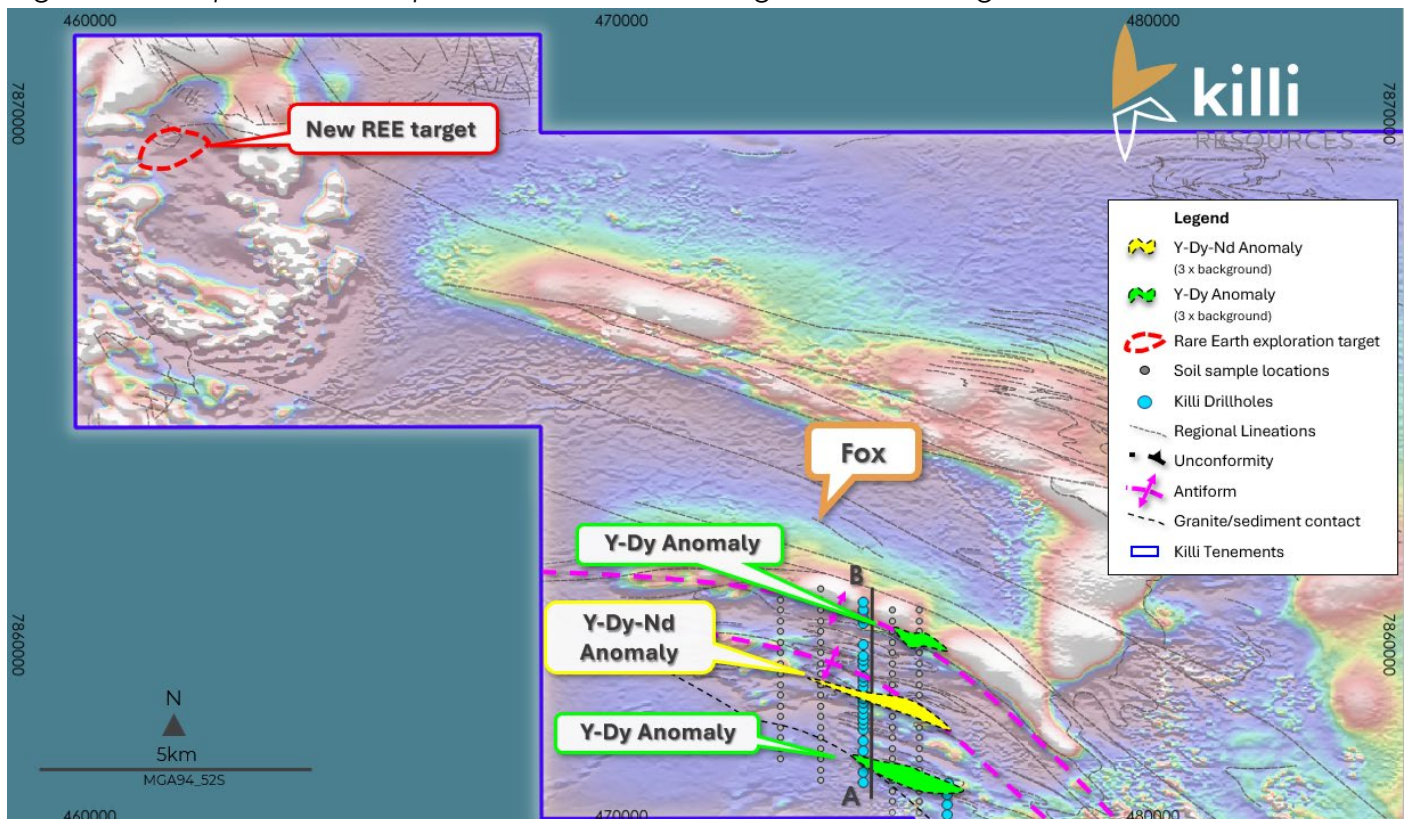 460000
470000
480000
7870000
7870000
killi
RESOURCES
New REE target
Legend
Y-Dy-Nd Anomaly
(3 x background)
Y-Dy Anomaly
(3 x background)
Rare Earth exploration target
Soil sample locations
Killi Drillholes
Regional Lineations
Unconformity
Antiform
Granite/sediment contact
Killi Tenements
Fox
Y-Dy Anomaly
B
Y-Dy-Nd
Anomaly
7860000
7860000
N
5km
MGA94_52S
Y-Dy Anomaly
A
460000
470000
480000